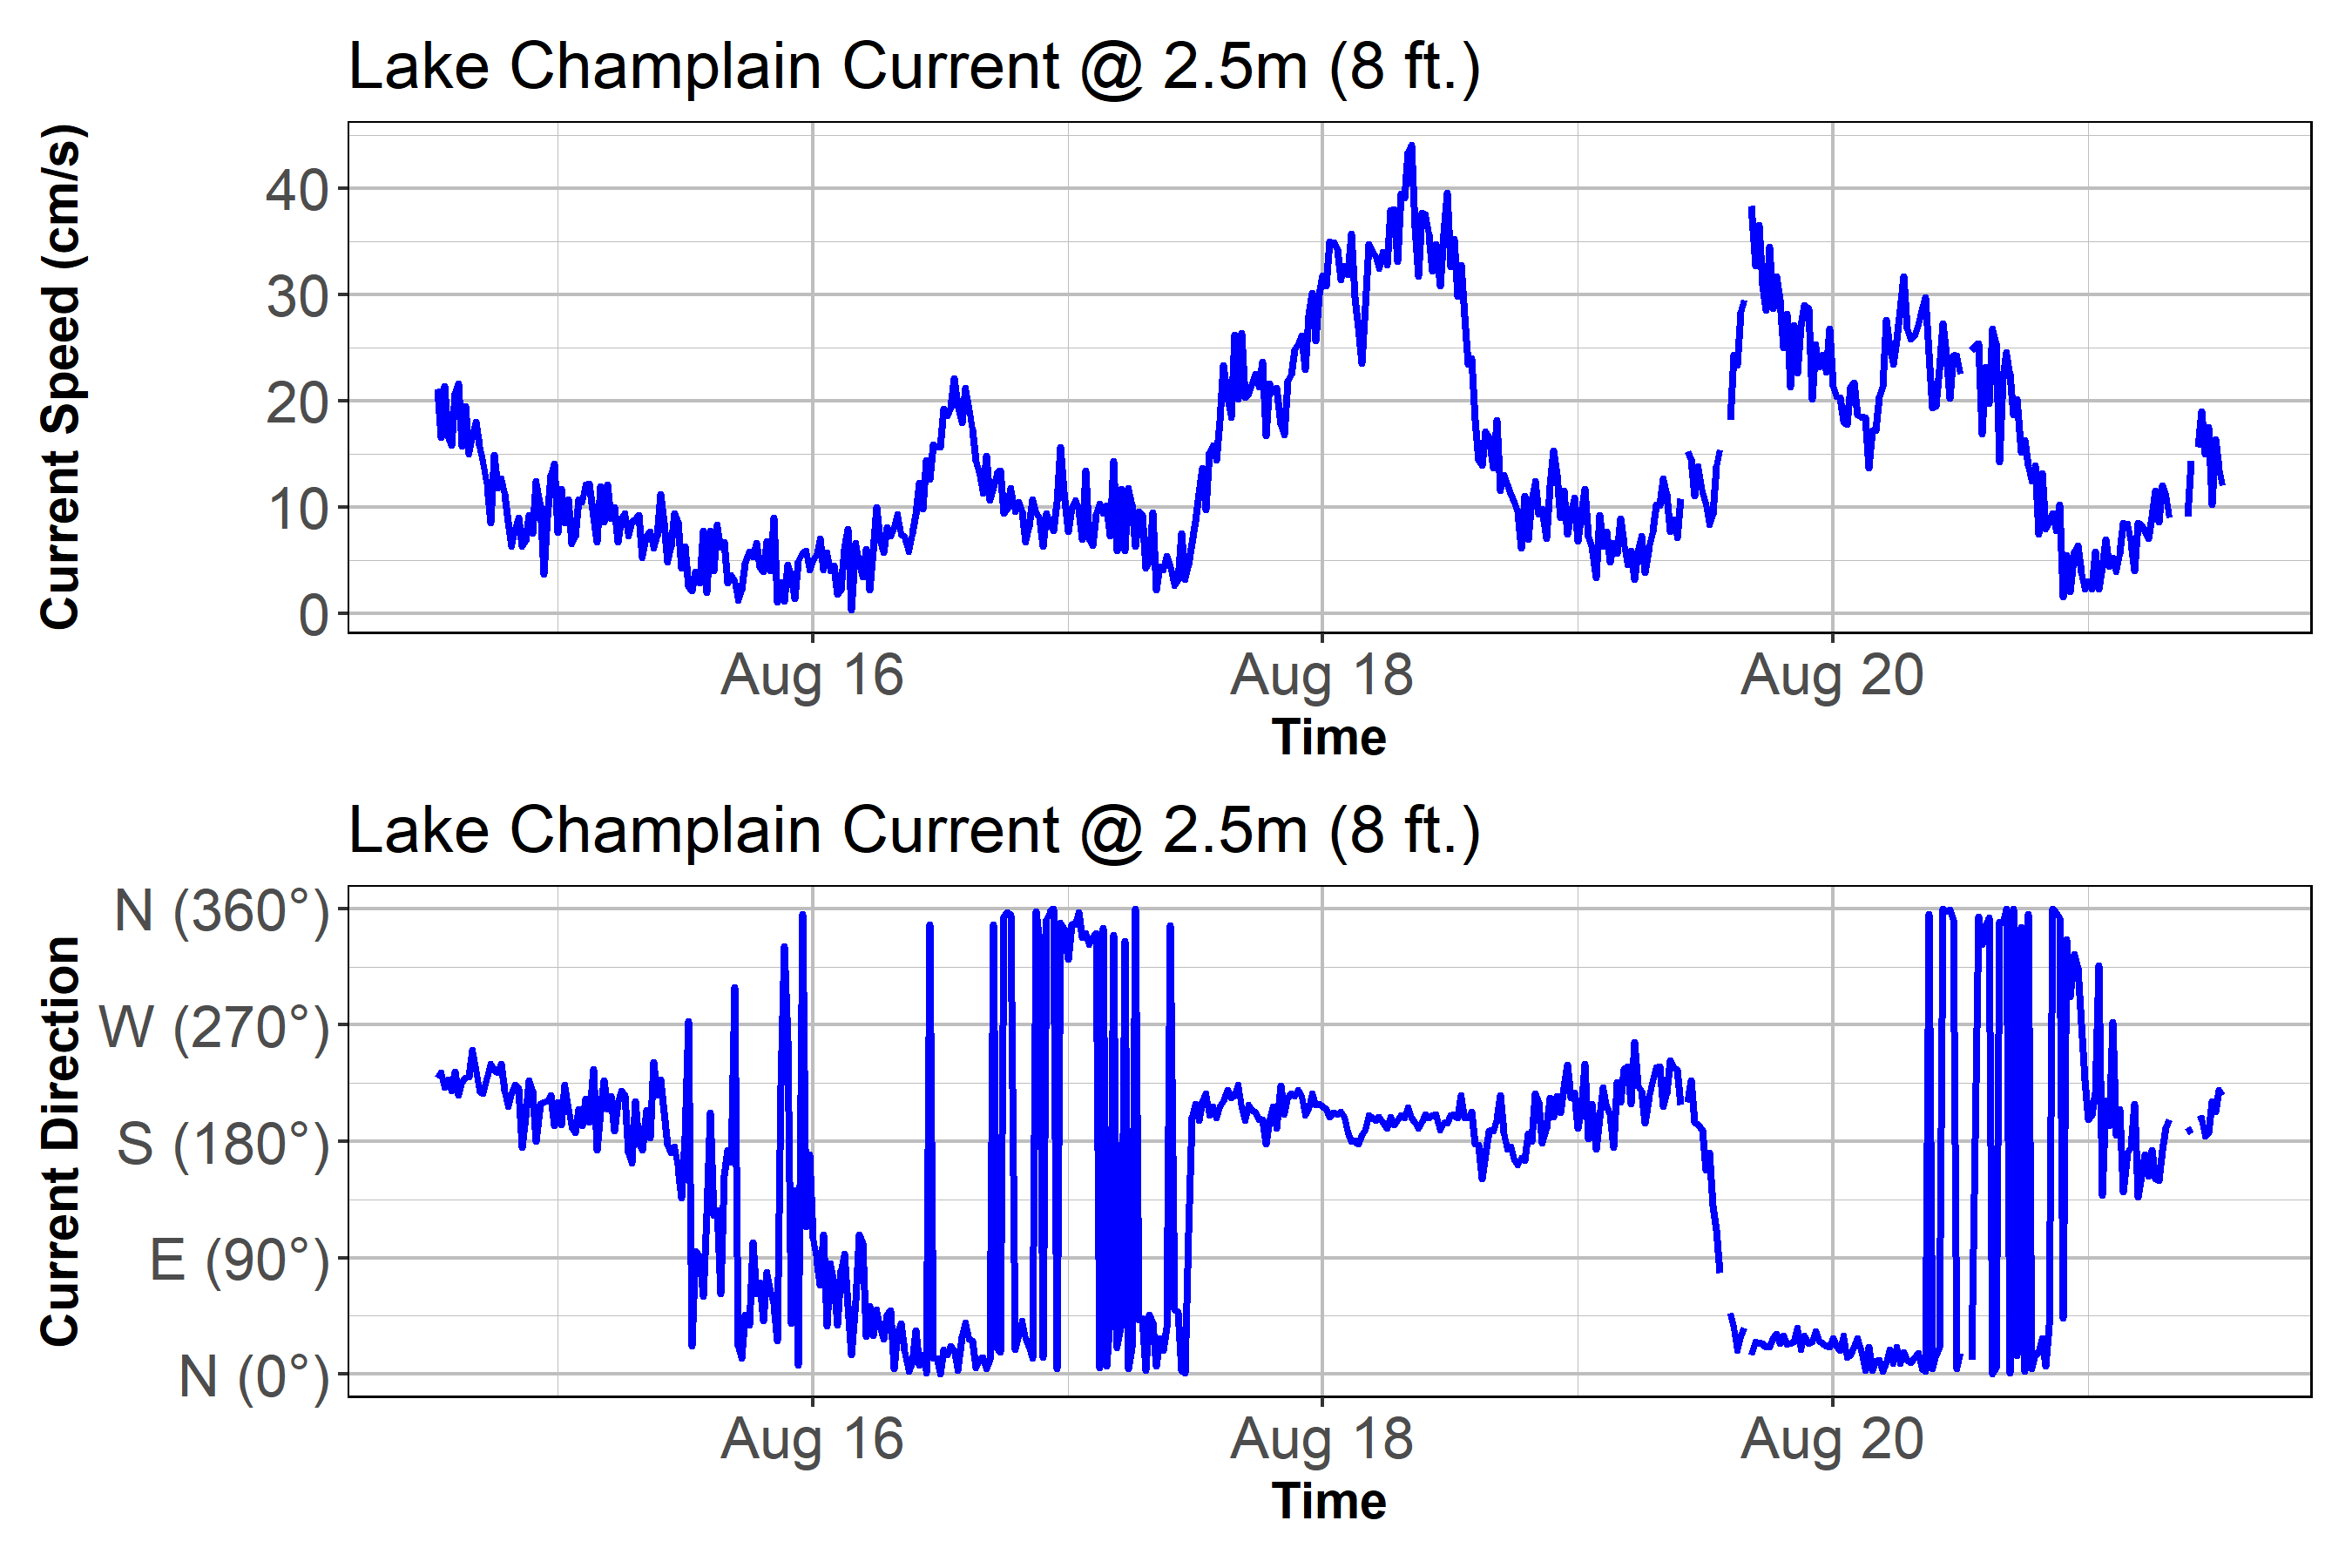 Lake Champlain Current @ 2.5m (8 ft.)
Current Speed (cm/s)
40
30
20
10
0
Aug 16
Aug 18
Aug 20
Time
Lake Champlain Current @ 2.5m (8 ft.)
Current Direction
N (360°)
W (270°)
S (180°)
E (90°)
N (0°)
Aug 16
Aug 18
Aug 20
Time